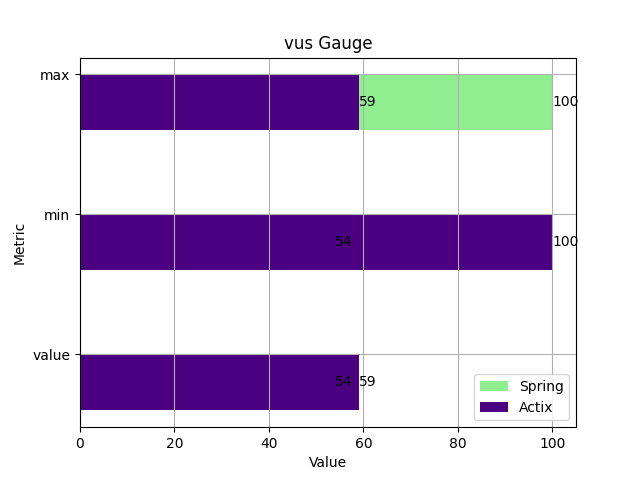 vus Gauge
max
59
100
min
54
100
value
54
59
Metric
Spring
Actix
0
20
40
60
80
100
Value